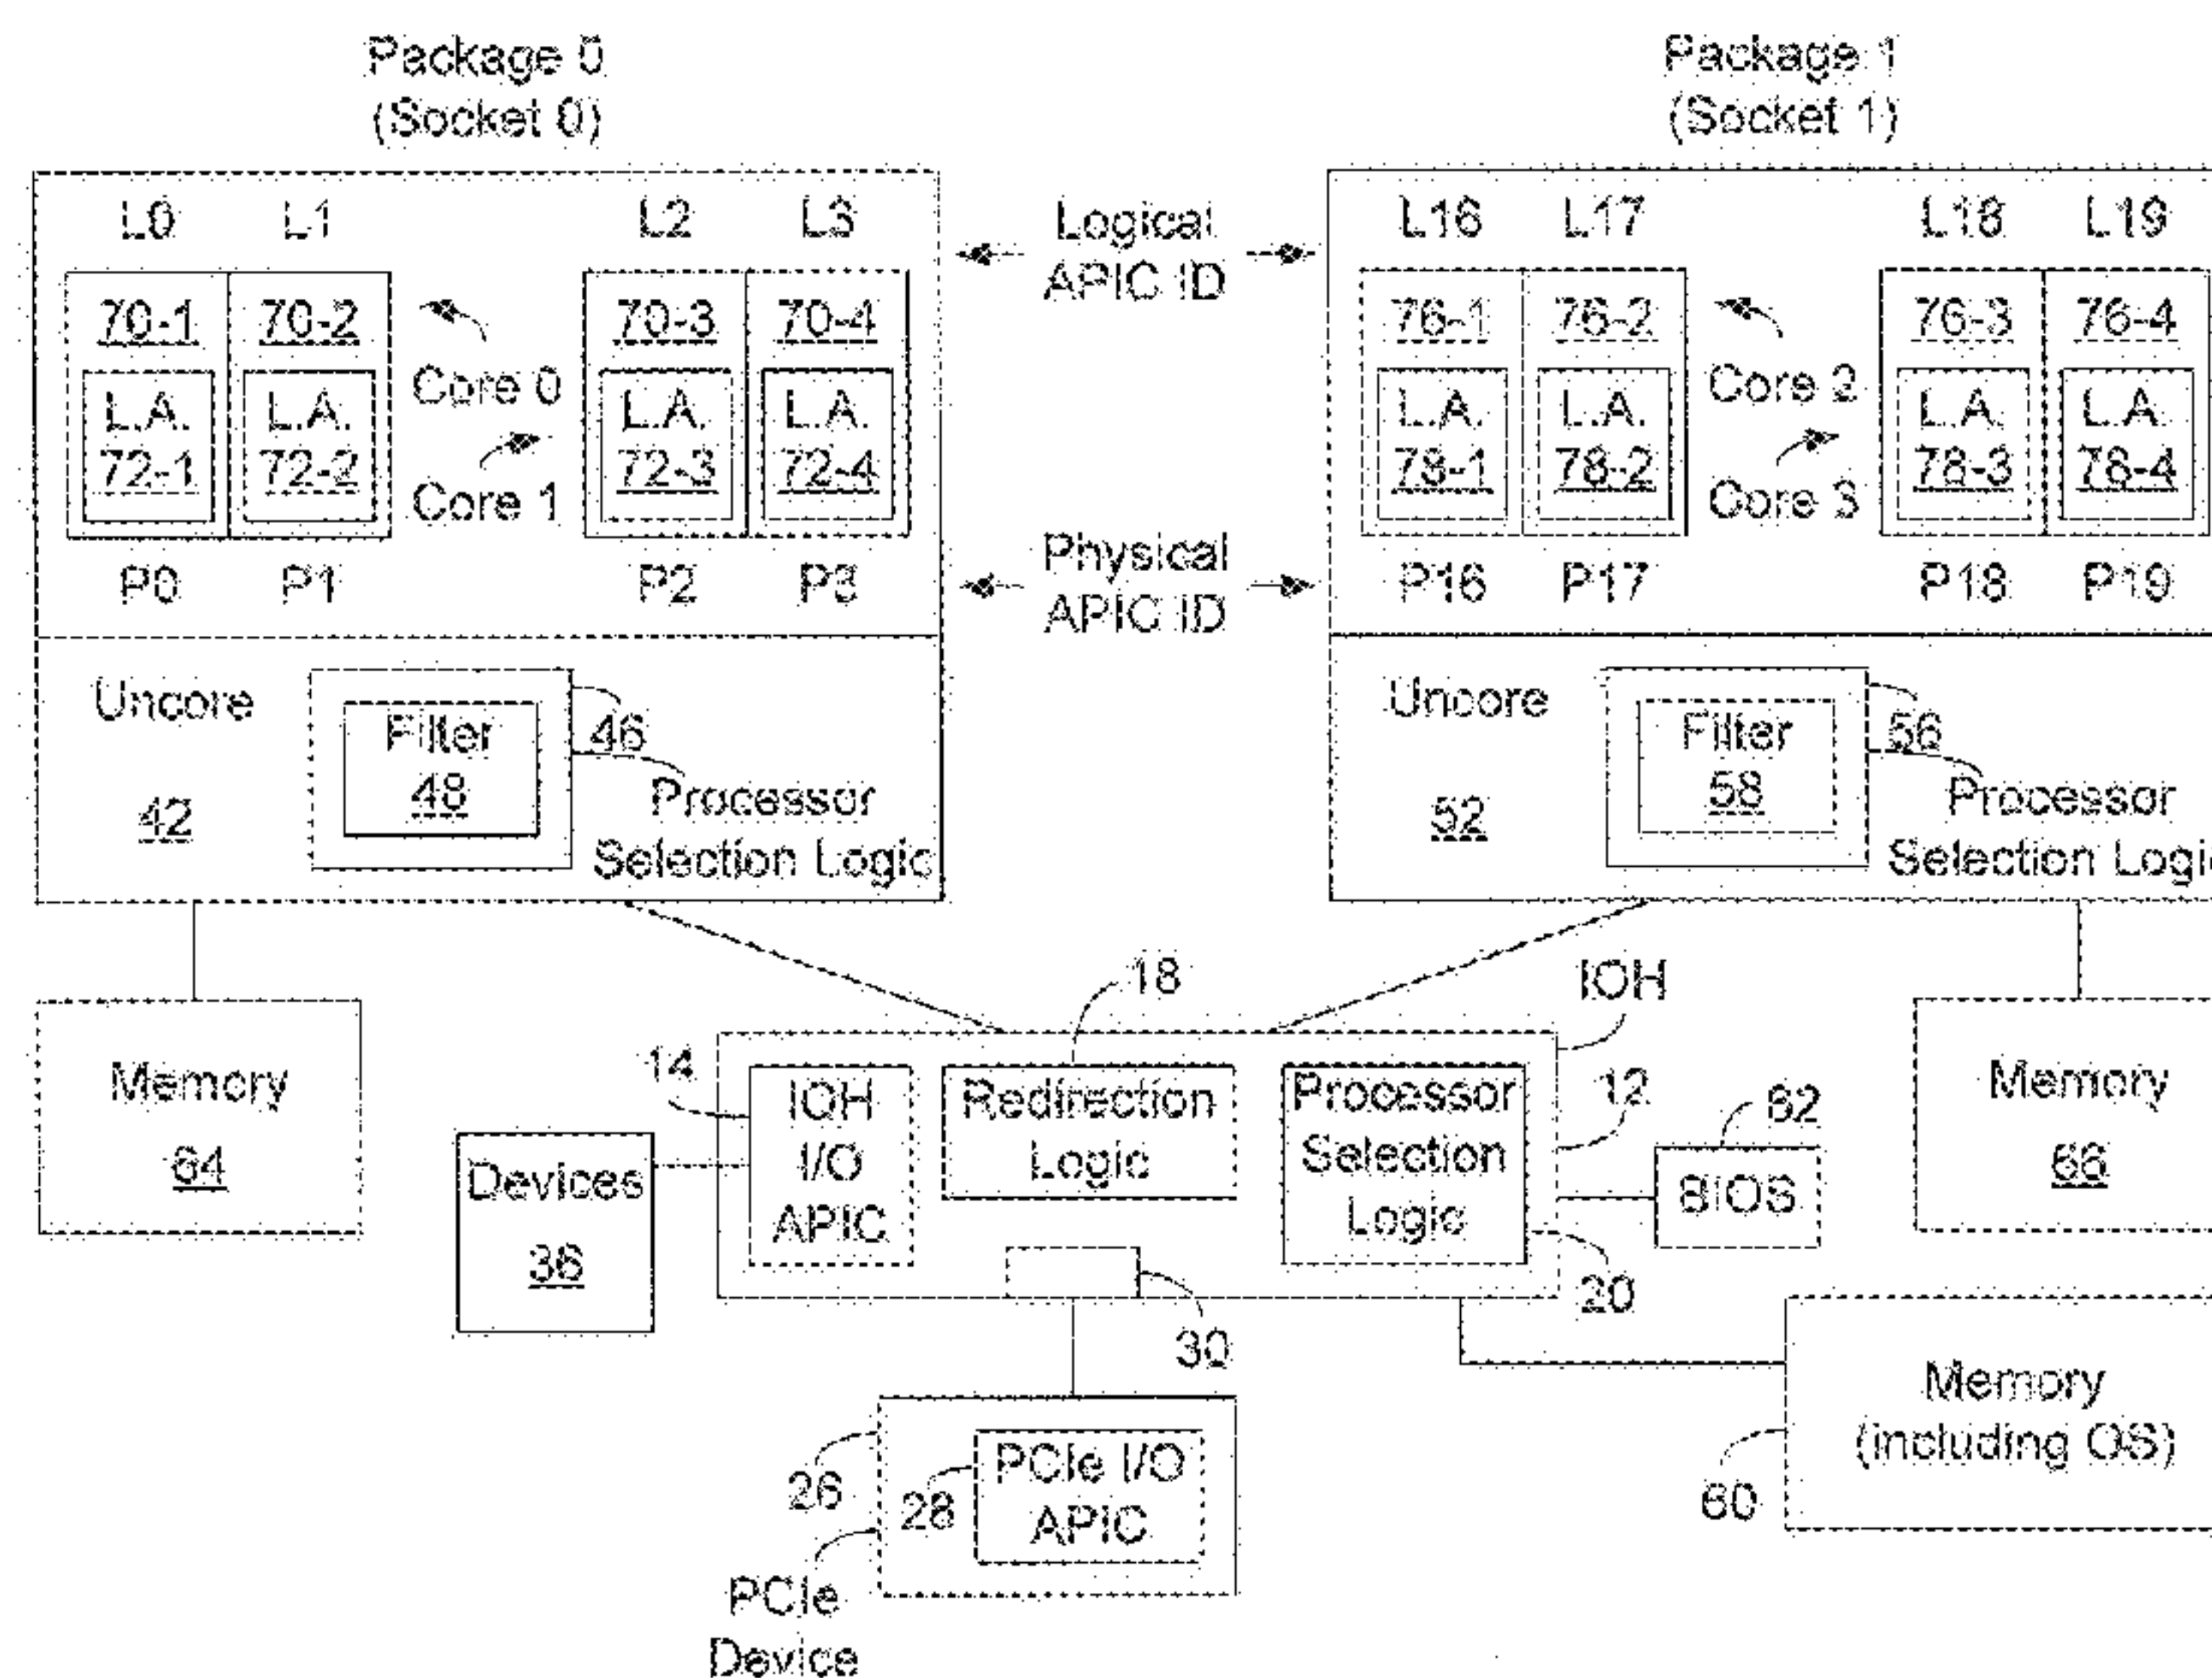 Package 0
(Socket 0)
Package 1
(Socket 1)
L0 L1 L2 L3
Logical
APIC ID
L16 L17 L18 L19
70-1 70-2 70-3 70-4
76-1 76-2 76-3 76-4
Core 0
Core 1
Core 2
Core 3
L.A.
72-1
L.A.
72-2
L.A.
72-3
L.A.
72-4
L.A.
78-1
L.A.
78-2
L.A.
78-3
L.A.
78-4
P0 P1 P2 P3
Physical
APIC ID
P16 P17 P18 P19
Uncore
42
Filter
48
46
Processor
Selection Logic
Uncore
52
Filter
58
56
Processor
Selection
Memory
64
18
IOH
14
IOH
I/O
APIC
Redirection
Logic
Processor
Selection
Logic
12
62
BIOS
Memory
66
Devices
36
20
30
26
28
PCIe I/O
APIC
PCIe
Device
Memory
(including OS)
60